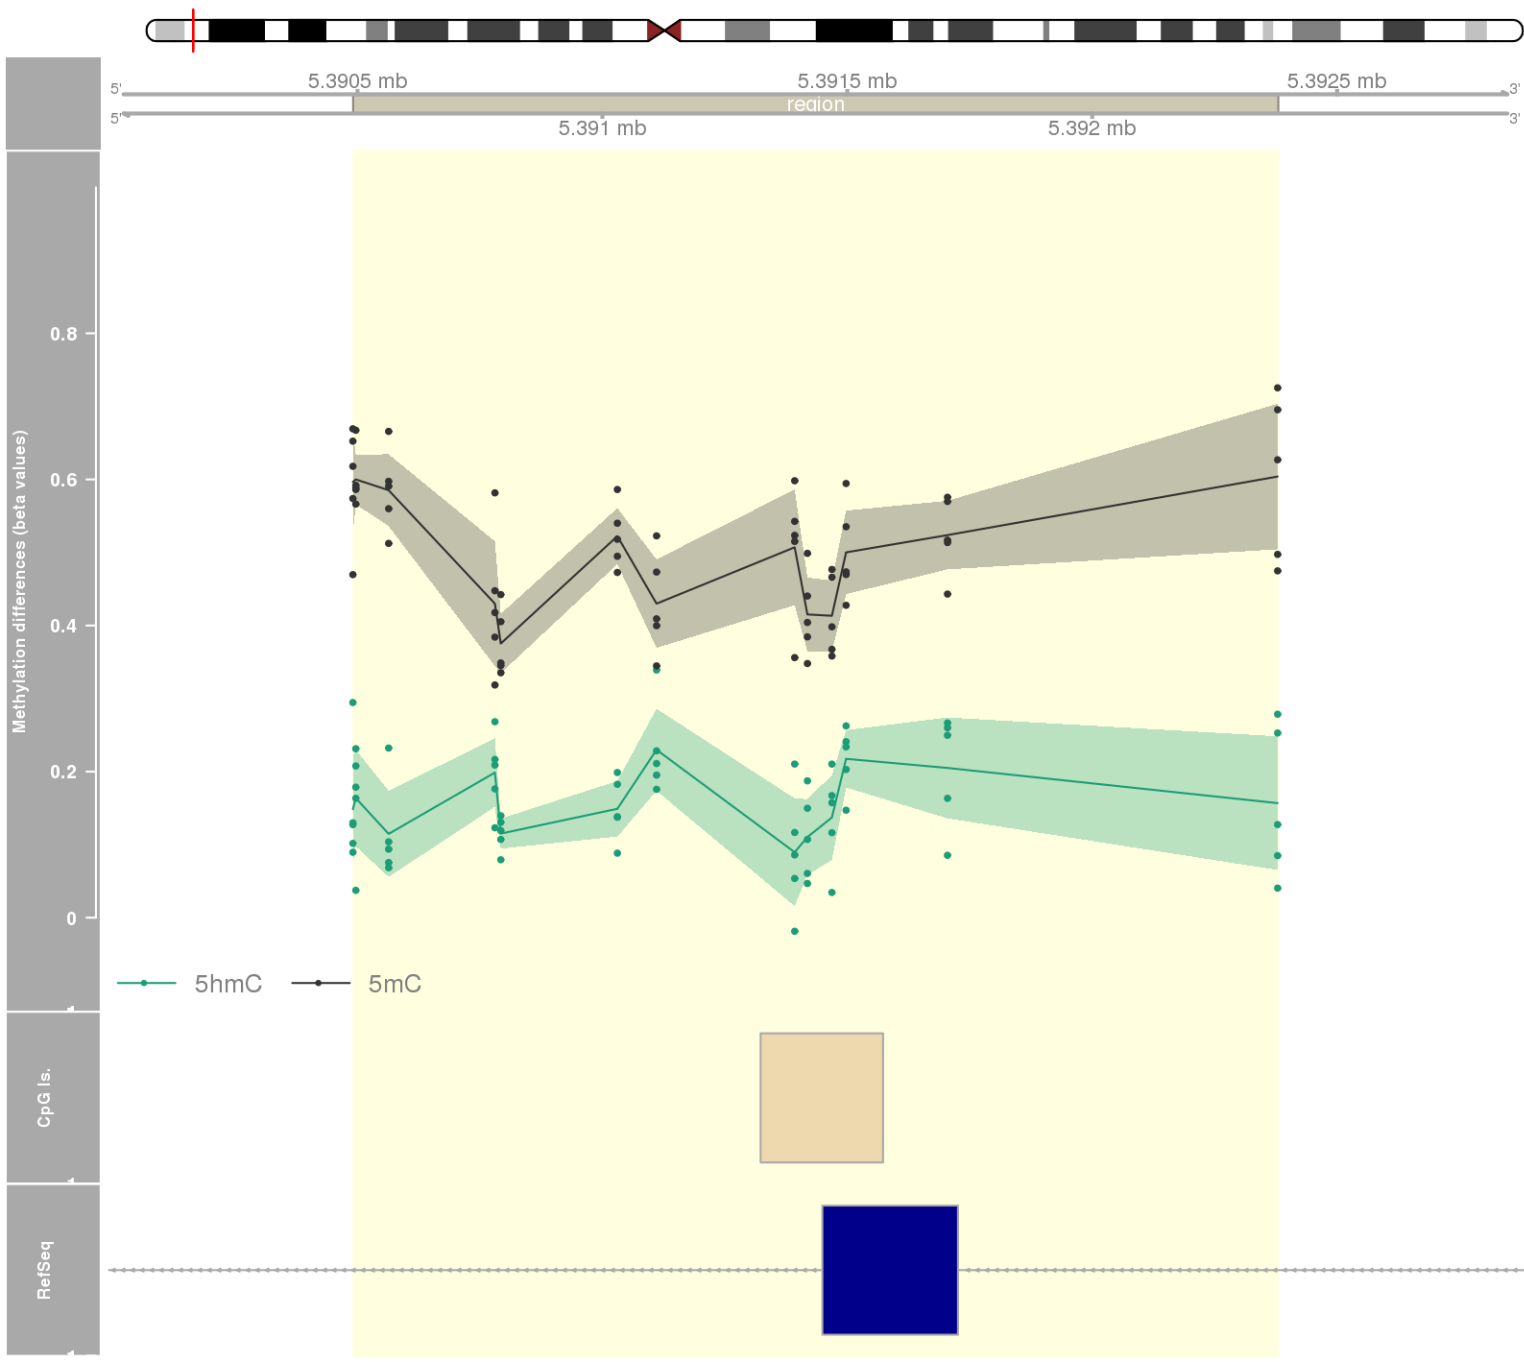 5.3905 mb 5.3915 mb 5.3925 mb
5' 3'
region
5' 3'
5.391 mb 5.392 mb
Methylation differences (beta values)
0.8
0.6
0.4
0.2
0
5hmC 5mC
CpG Is.
RefSeq